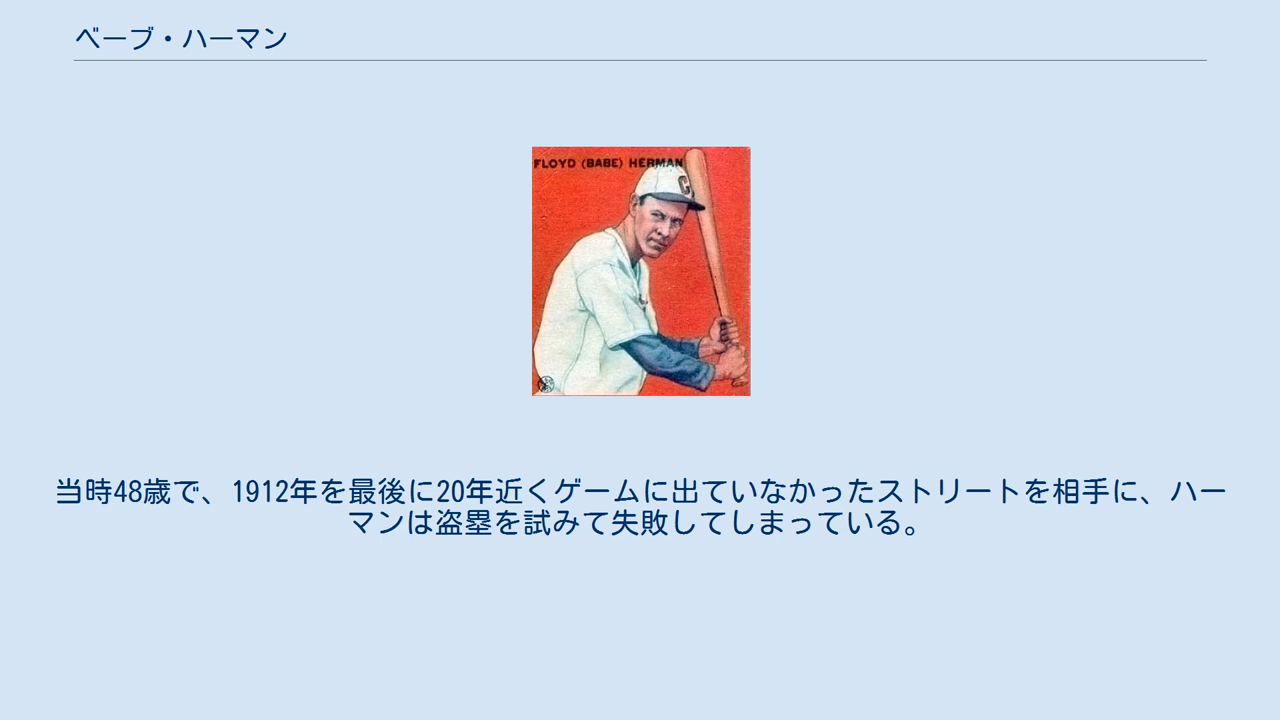 ベーブ・ハーマン
FLOYD (BABE) HERMAN
C
当時48歳で、1912年を最後に20年近くゲームに出ていなかったストリートを相手に、ハー
マンは盗塁を試みて失敗してしまっている。